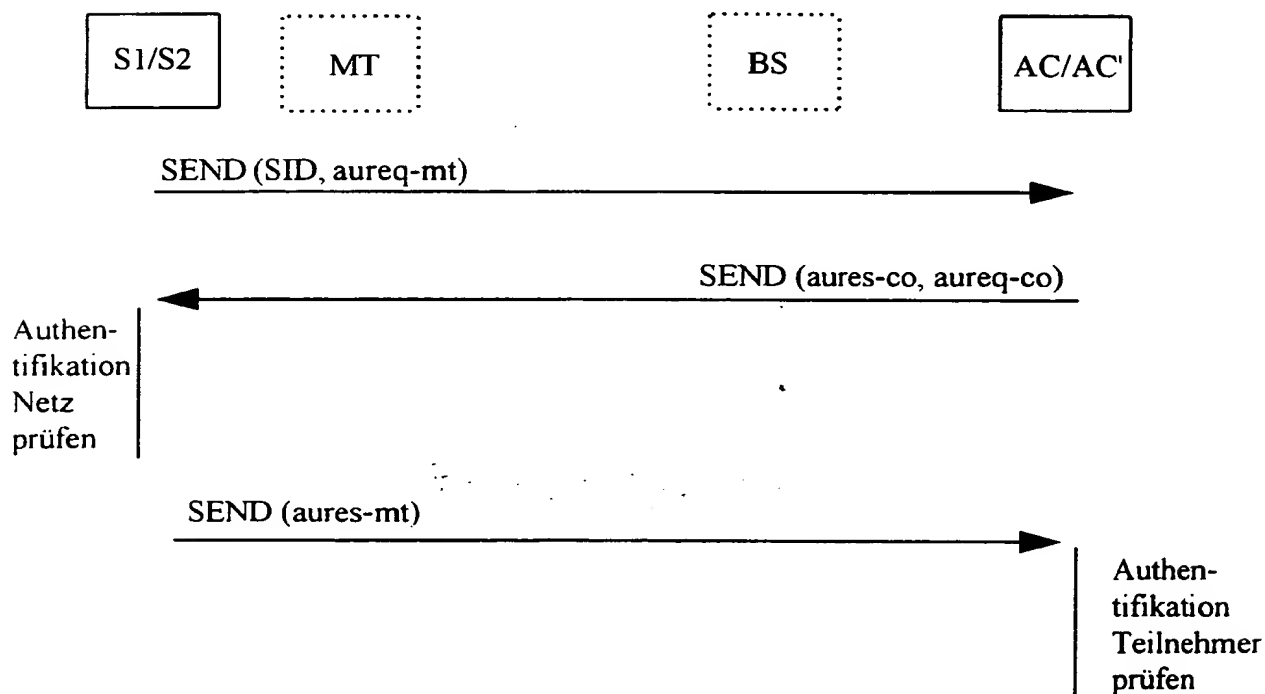 S1/S2
MT
BS
AC/AC'
SEND (SID, aureq-mt)
SEND (aures-co, aureq-co)
Authen-
tifikation
Netz
prüfen
SEND (aures-mt)
Authen-
tifikation
Teilnehmer
prüfen